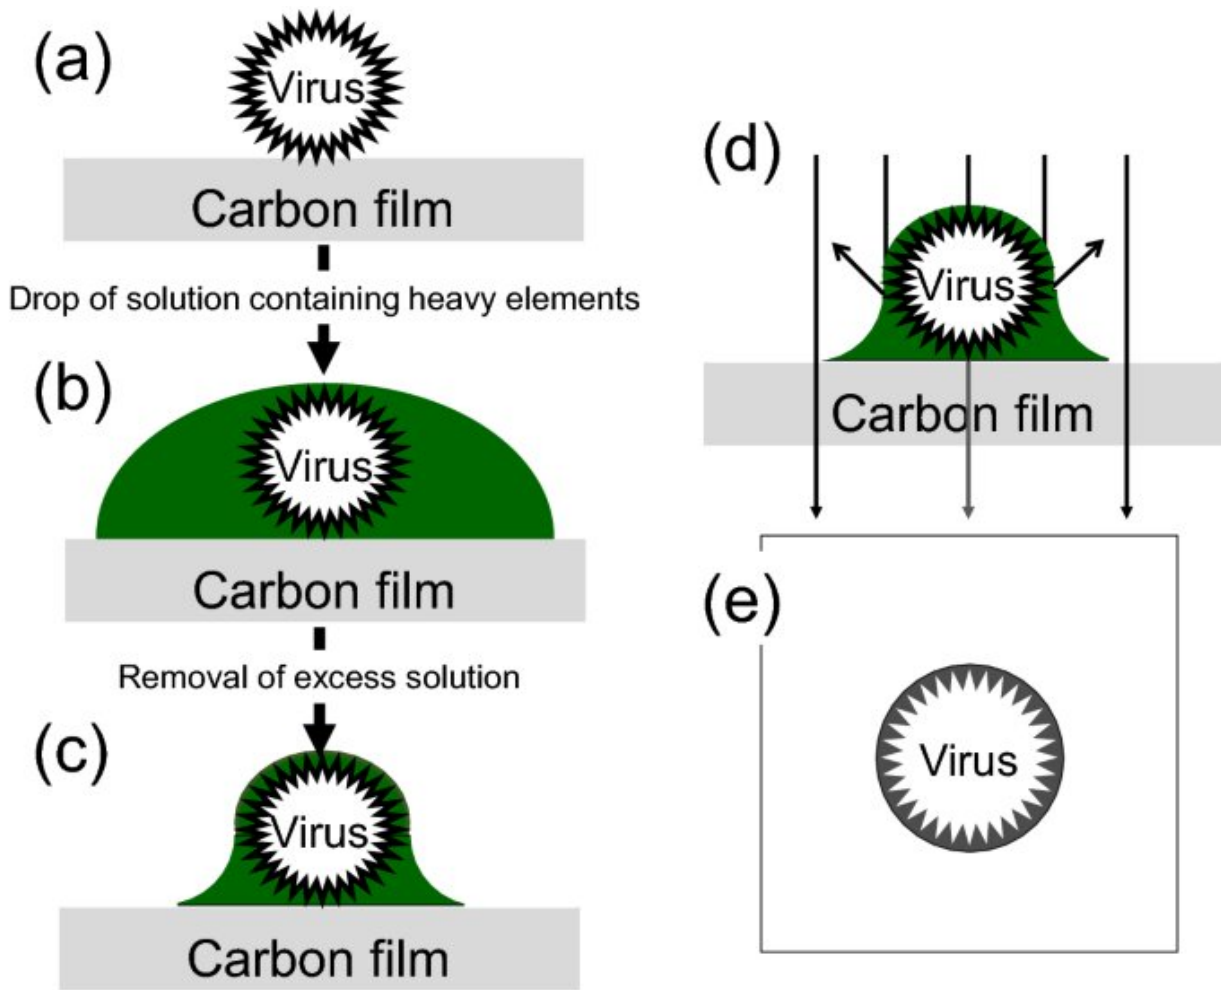 (a)
Virus
Carbon film
Drop of solution containing heavy elements
(b)
Virus
Carbon film
Removal of excess solution
(c)
Virus
Carbon film
(d)
Virus
Carbon film
(e)
Virus